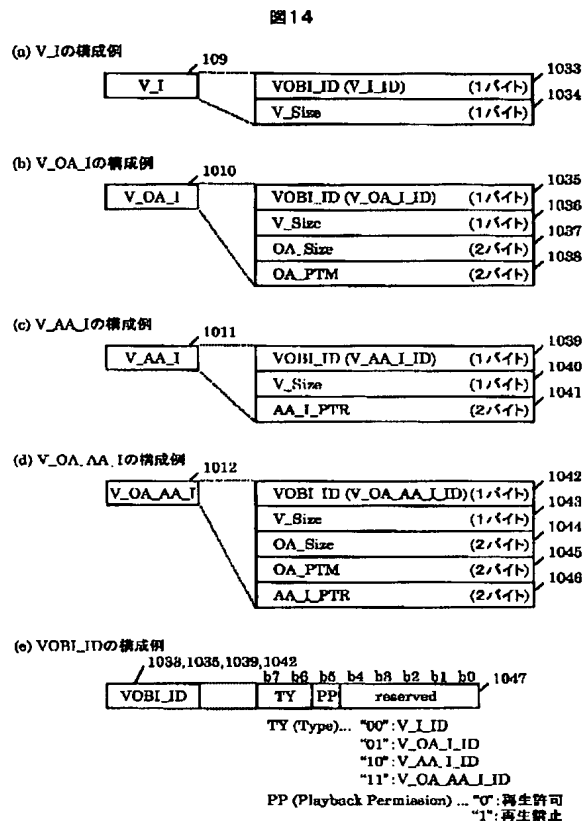 図14
(a) V_Iの構成例
109
V_I
VOBI_ID (V_I_ID) (1バイト) 1033
V_Size (1バイト) 1034
(b) V_OA_Iの構成例
1010
V_OA_I
VOBI_ID (V_OA_I_ID) (1バイト) 1035
V_Size (1バイト) 1036
OA_Size (2バイト) 1037
OA_PTM (2バイト) 1038
(c) V_AA_Iの構成例
1011
V_AA_I
VOBI_ID (V_AA_I_ID) (1バイト) 1039
V_Size (1バイト) 1040
AA_I_PTR (2バイト) 1041
(d) V_OA_AA_Iの構成例
1012
V_OA_AA_I
VOBI_ID (V_OA_AA_I_ID) (1バイト) 1042
V_Size (1バイト) 1043
OA_Size (2バイト) 1044
OA_PTM (2バイト) 1045
AA_I_PTR (2バイト) 1046
(e) VOBI_IDの構成例
1033,1035,1039,1042
b7 b6 b5 b4 b3 b2 b1 b0
VOBI_ID TY PP reserved 1047
TY (Type)... "00":V_I_ID
"01":V_OA_I_ID
"10":V_AA_I_ID
"11":V_OA_AA_I_ID
PP (Playback Permission) ... "0":再生許可
"1":再生禁止